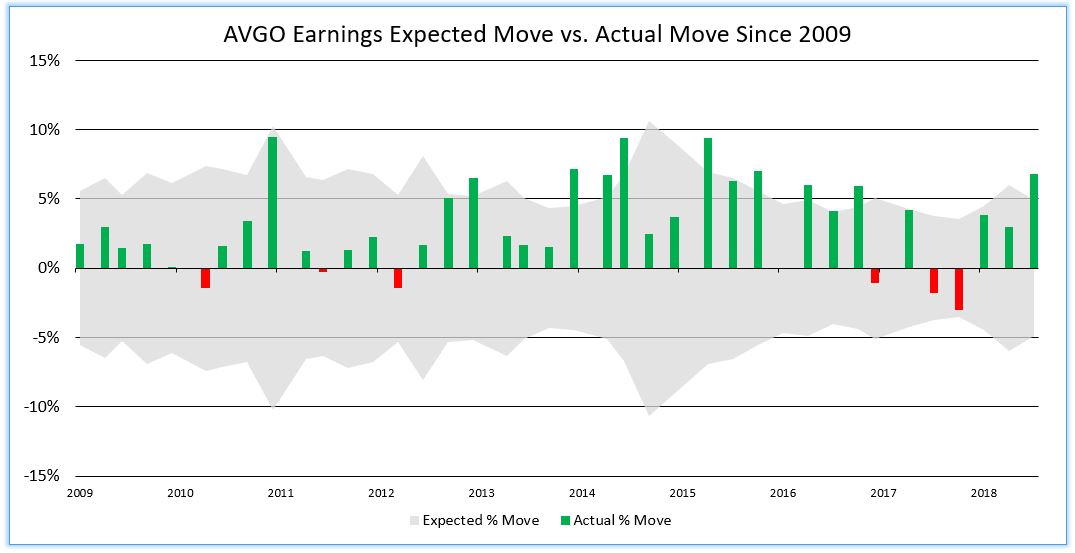 AVGO Earnings Expected Move vs. Actual Move Since 2009
15%
10%
5%
0%
-5%
-10%
-15%
2009 2010 2011 2012 2013 2014 2015 2016 2017 2018
Expected % Move Actual % Move